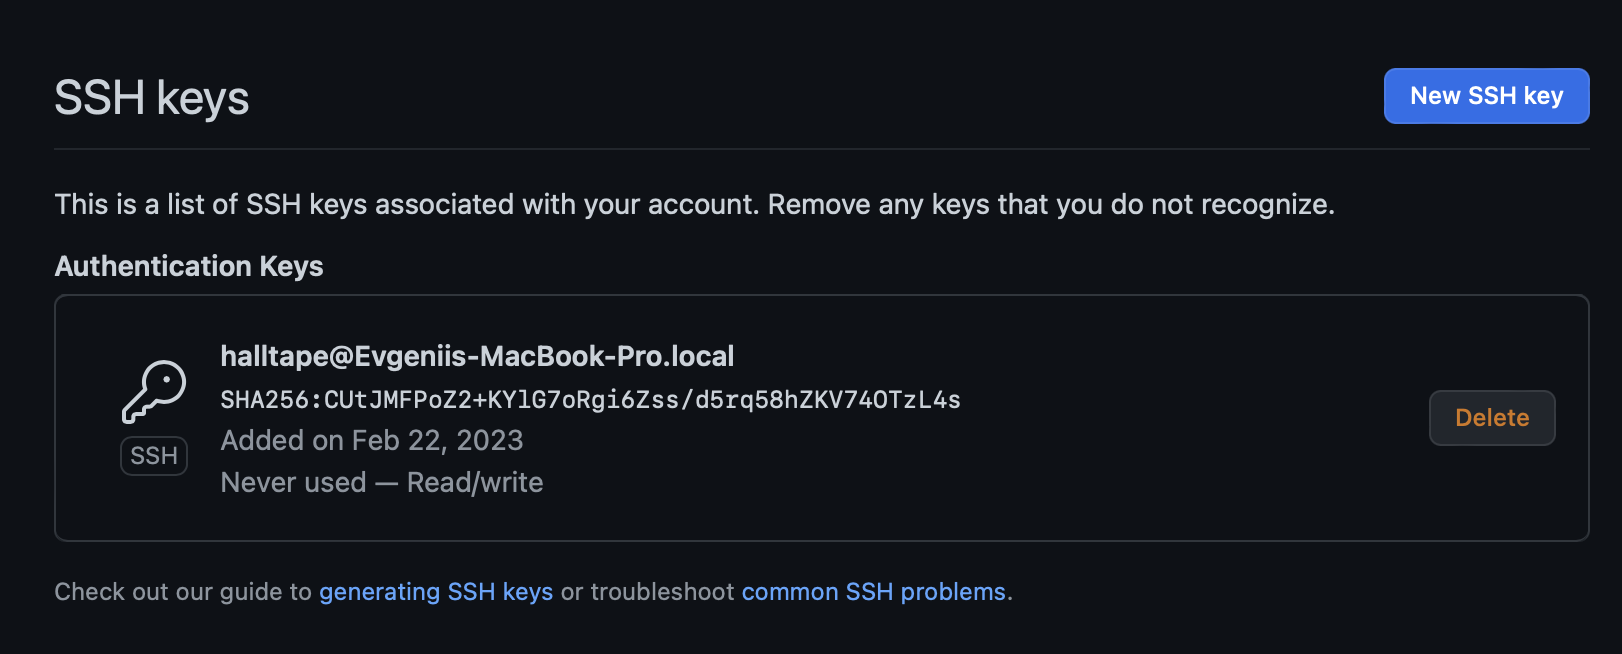 SSH keys
New SSH key
This is a list of SSH keys associated with your account. Remove any keys that you do not recognize.
Authentication Keys
halltape@Evgeniis-MacBook-Pro.local
SHA256:CUtJMFPoZ2+KYlG7oRgi6Zss/d5rq58hZKV74OTzL4s
Added on Feb 22, 2023
Never used — Read/write
SSH
Delete
Check out our guide to generating SSH keys or troubleshoot common SSH problems.